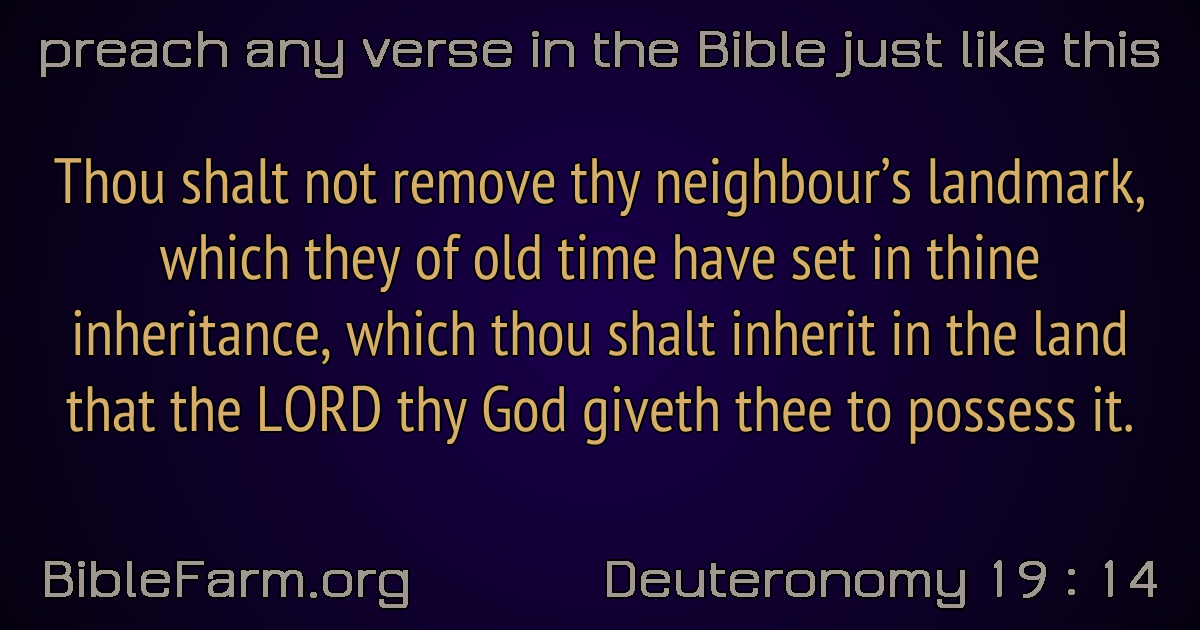 preach any verse in the Bible just like this
Thou shalt not remove thy neighbour’s landmark,
which they of old time have set in thine
inheritance, which thou shalt inherit in the land
that the LORD thy God giveth thee to possess it.
BibleFarm.org
Deuteronomy 19 : 14